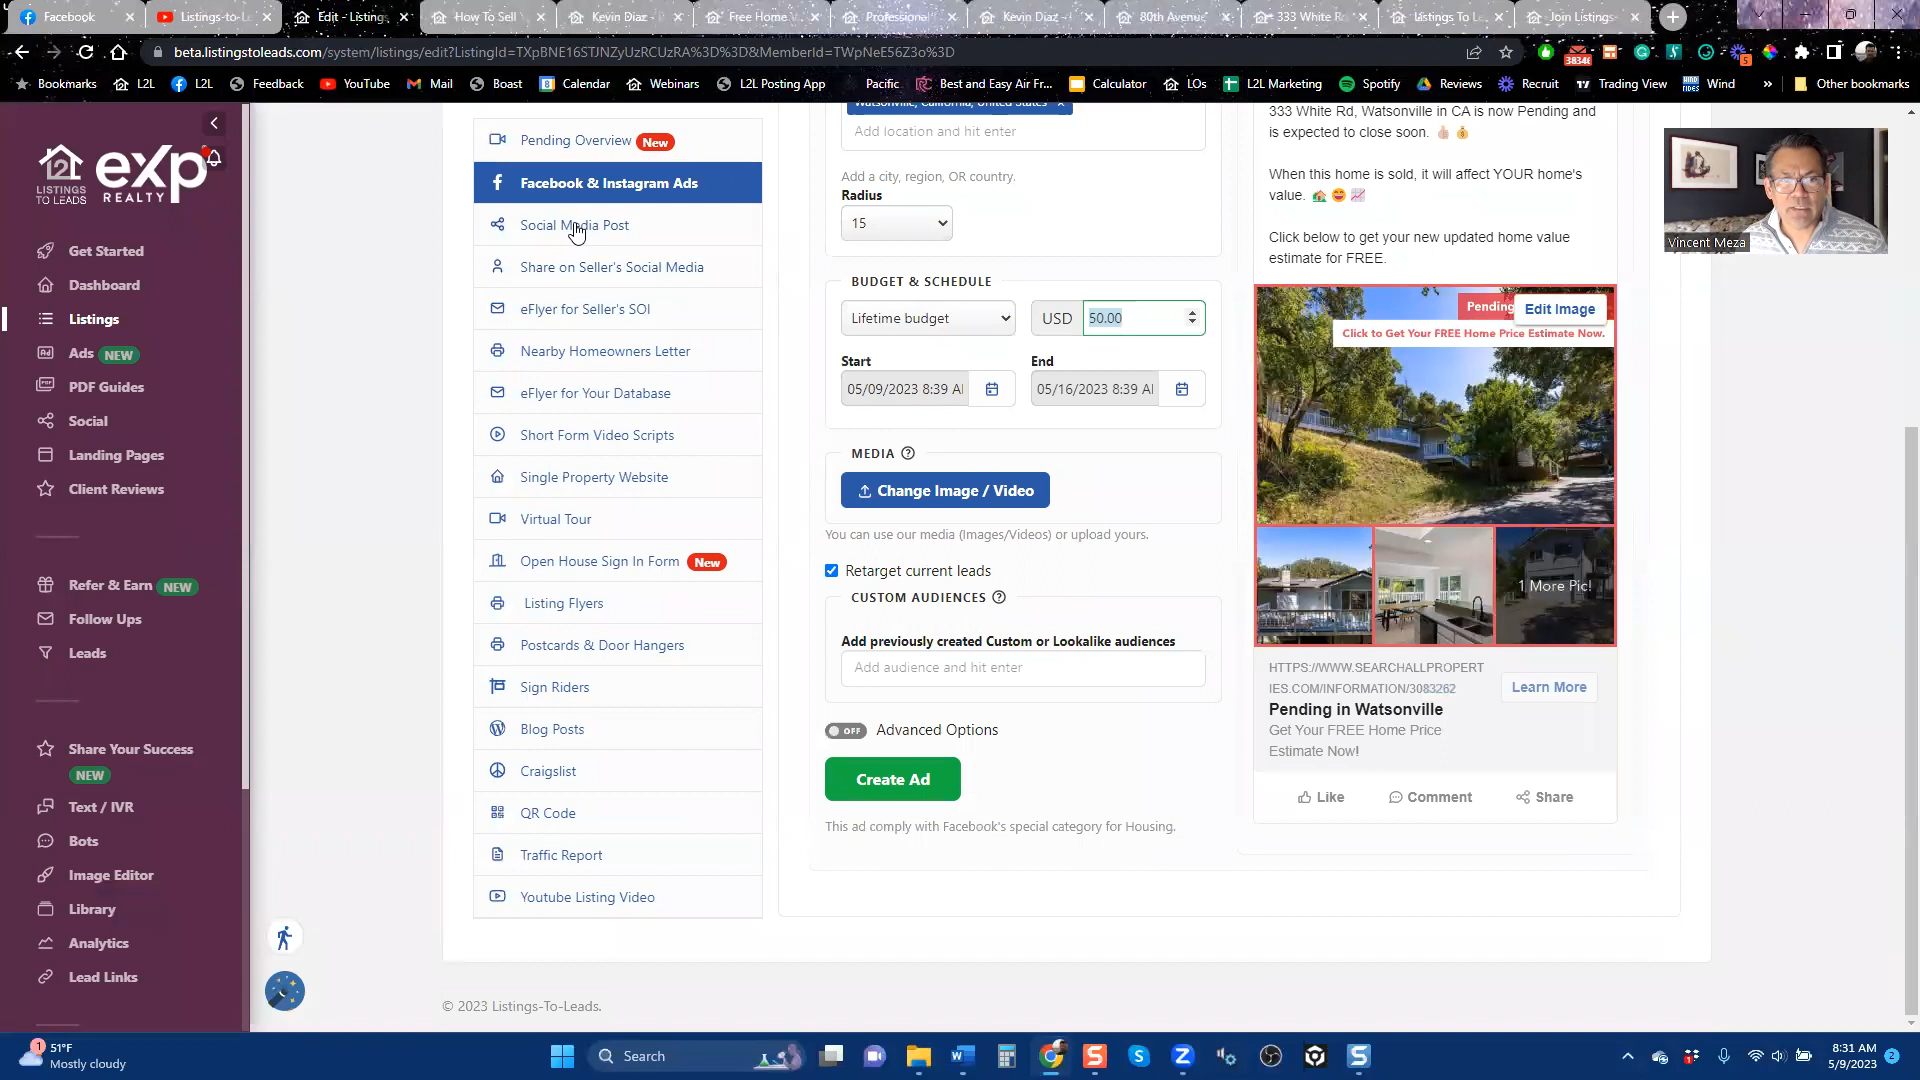 Facebook
Listings-to-L
Edit - Listings
How To Sell
Kevin Diaz - P
Free Home V
Professional
Kevin Diaz -
80th Avenue
333 White R
Listings To L
Join Listings-
beta.listingstoleads.com/system/listings/edit?ListingId=TXpBNE16STJNZyUzRCUzRA%3D%3D&MemberId=TWpNeE56Z3o%3D
38346
5
Bookmarks
L2L
L2L
Feedback
YouTube
Mail
Boast
Calendar
Webinars
L2L Posting App
Pacific
Best and Easy Air Fr...
Calculator
LOs
L2L Marketing
Spotify
Reviews
Recruit
Trading View
Wind
»
Other bookmarks
L2L
LISTINGS
TO LEADS
eXp
REALTY
Get Started
Dashboard
Listings
Ads NEW
PDF Guides
Social
Landing Pages
Client Reviews
Refer & Earn NEW
Follow Ups
Leads
Share Your Success
NEW
Text / IVR
Bots
Image Editor
Library
Analytics
Lead Links
Pending Overview New
Facebook & Instagram Ads
Social Media Post
Share on Seller's Social Media
eFlyer for Seller's SOI
Nearby Homeowners Letter
eFlyer for Your Database
Short Form Video Scripts
Single Property Website
Virtual Tour
Open House Sign In Form New
Listing Flyers
Postcards & Door Hangers
Sign Riders
Blog Posts
Craigslist
QR Code
Traffic Report
Youtube Listing Video
Watsonville, California, United States ×
Add location and hit enter
Add a city, region, OR country.
Radius
15
BUDGET & SCHEDULE
Lifetime budget
USD 50.00
Start
End
05/09/2023 8:39 AI
05/16/2023 8:39 AI
MEDIA
Change Image / Video
You can use our media (Images/Videos) or upload yours.
Retarget current leads
CUSTOM AUDIENCES
Add previously created Custom or Lookalike audiences
Add audience and hit enter
OFF Advanced Options
Create Ad
This ad comply with Facebook's special category for Housing.
333 White Rd, Watsonville in CA is now Pending and
is expected to close soon. 👍🏻 💰
When this home is sold, it will affect YOUR home's
value. 🏠 😄 📈
Click below to get your new updated home value
estimate for FREE.
Pending
Edit Image
Click to Get Your FREE Home Price Estimate Now.
1 More Pic!
HTTPS://WWW.SEARCHALLPROPERT
IES.COM/INFORMATION/3083262
Learn More
Pending in Watsonville
Get Your FREE Home Price
Estimate Now!
Like
Comment
Share
Vincent Meza
© 2023 Listings-To-Leads.
1
51°F
Mostly cloudy
Search
8:31 AM
5/9/2023
2